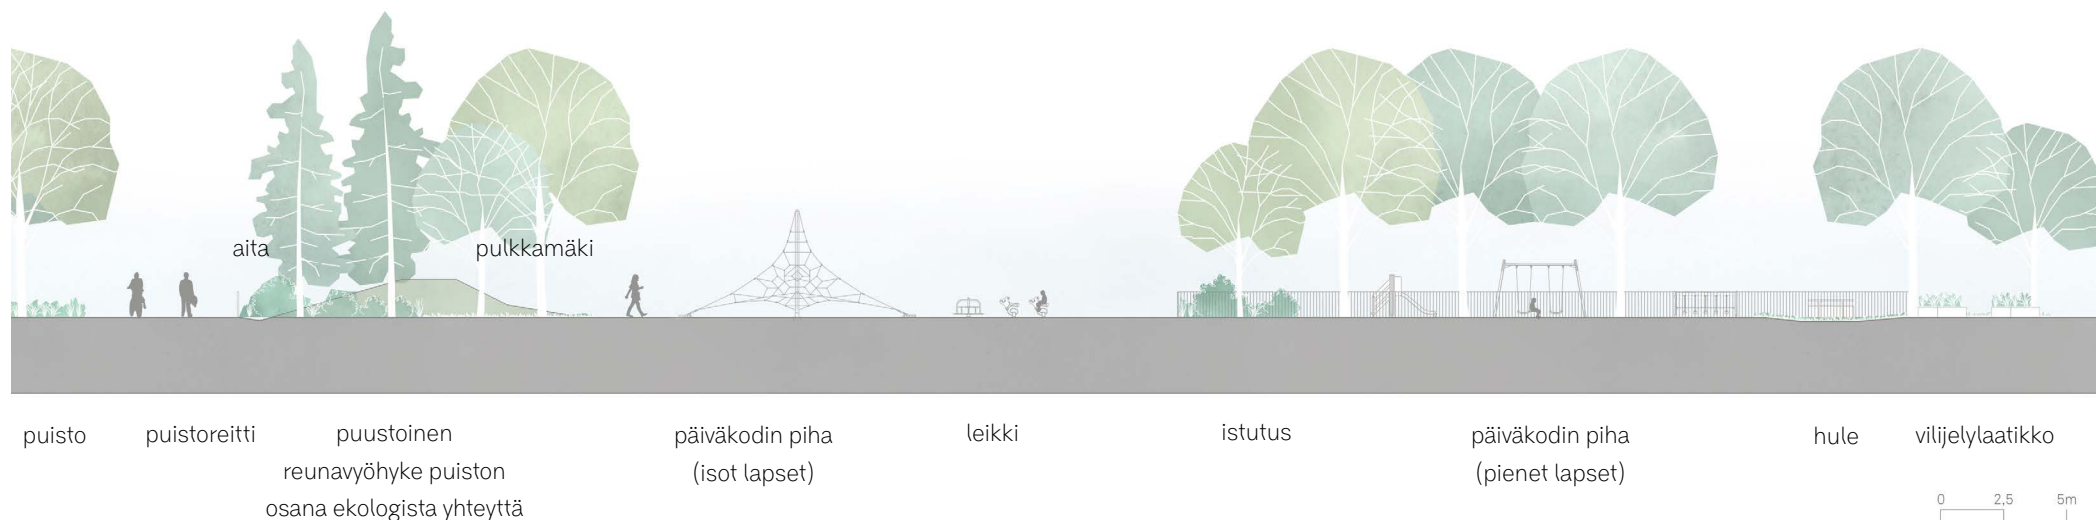 aita
pulkkamäki
puisto
puistoreitti
puustoinen
reunavyöhyke puiston
osana ekologista yhteyttä
päiväkodin piha
(isot lapset)
leikki
istutus
päiväkodin piha
(pienet lapset)
hule
vilijelylaatikko
0 2,5 5m